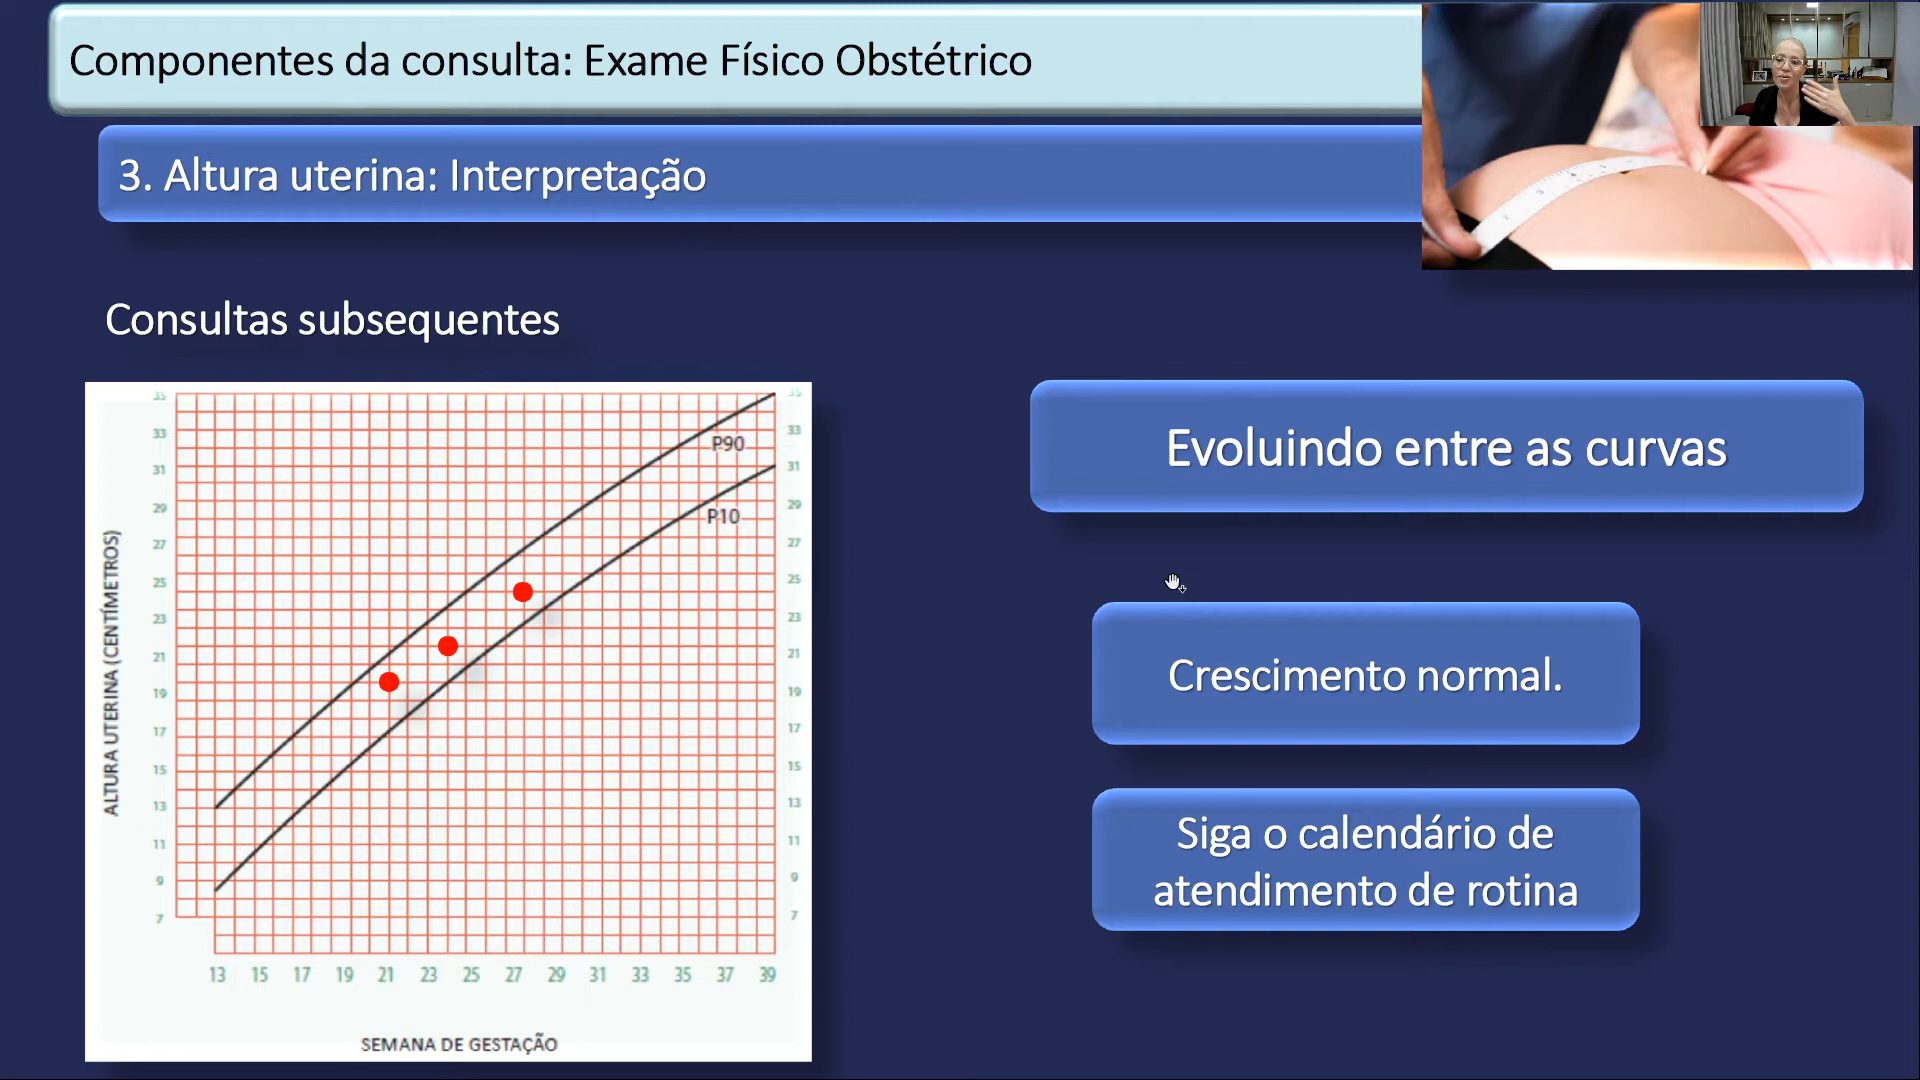 Componentes da consulta: Exame Físico Obstétrico
3. Altura uterina: Interpretação
Consultas subsequentes
Evoluindo entre as curvas
Crescimento normal.
Siga o calendário de
atendimento de rotina
ALTURA UTERINA (CENTÍMETROS)
35 35
33 33
31 31
29 29
27 27
25 25
23 23
21 21
19 19
17 17
15 15
13 13
11 11
9 9
7 7
P90
P10
13 15 17 19 21 23 25 27 29 31 33 35 37 39
SEMANA DE GESTAÇÃO